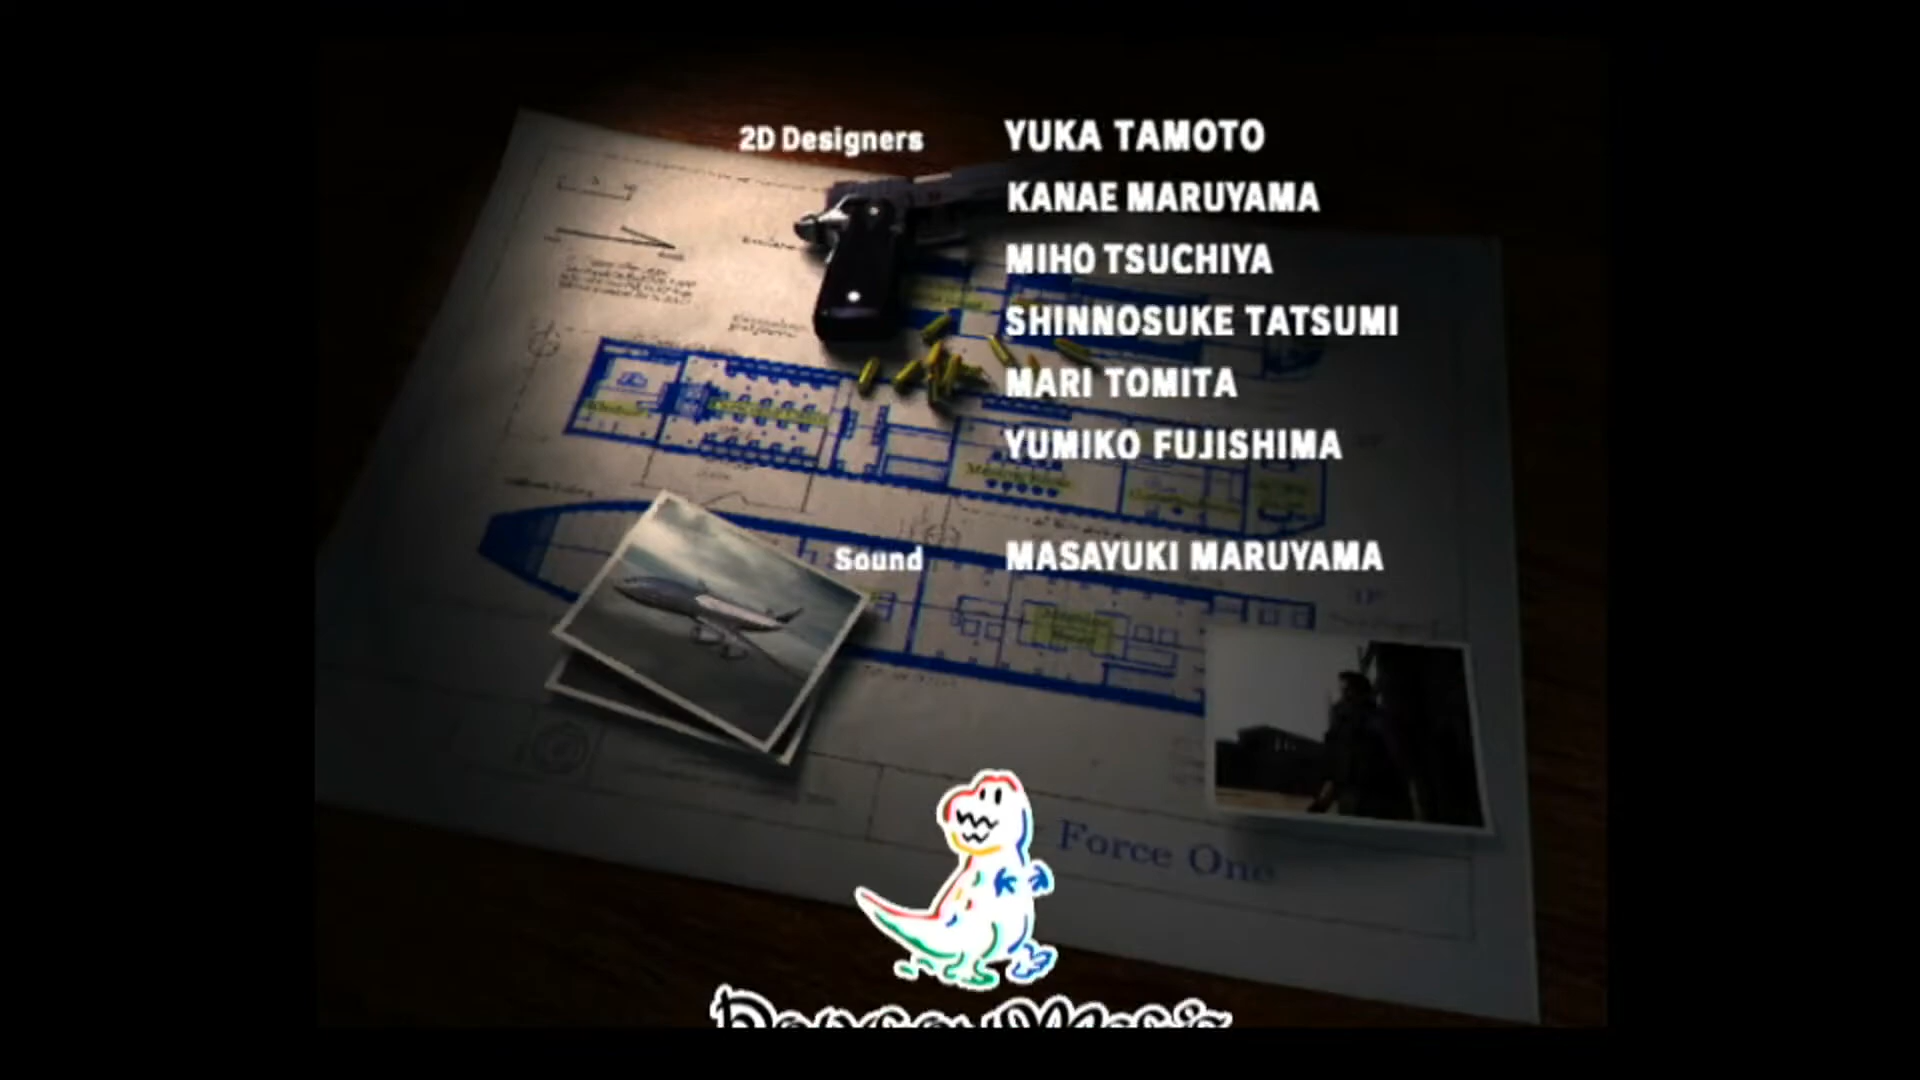 2D Designers YUKA TAMOTO
KANAE MARUYAMA
MIHO TSUCHIYA
SHINNOSUKE TATSUMI
MARI TOMITA
YUMIKO FUJISHIMA
Sound MASAYUKI MARUYAMA
Force One